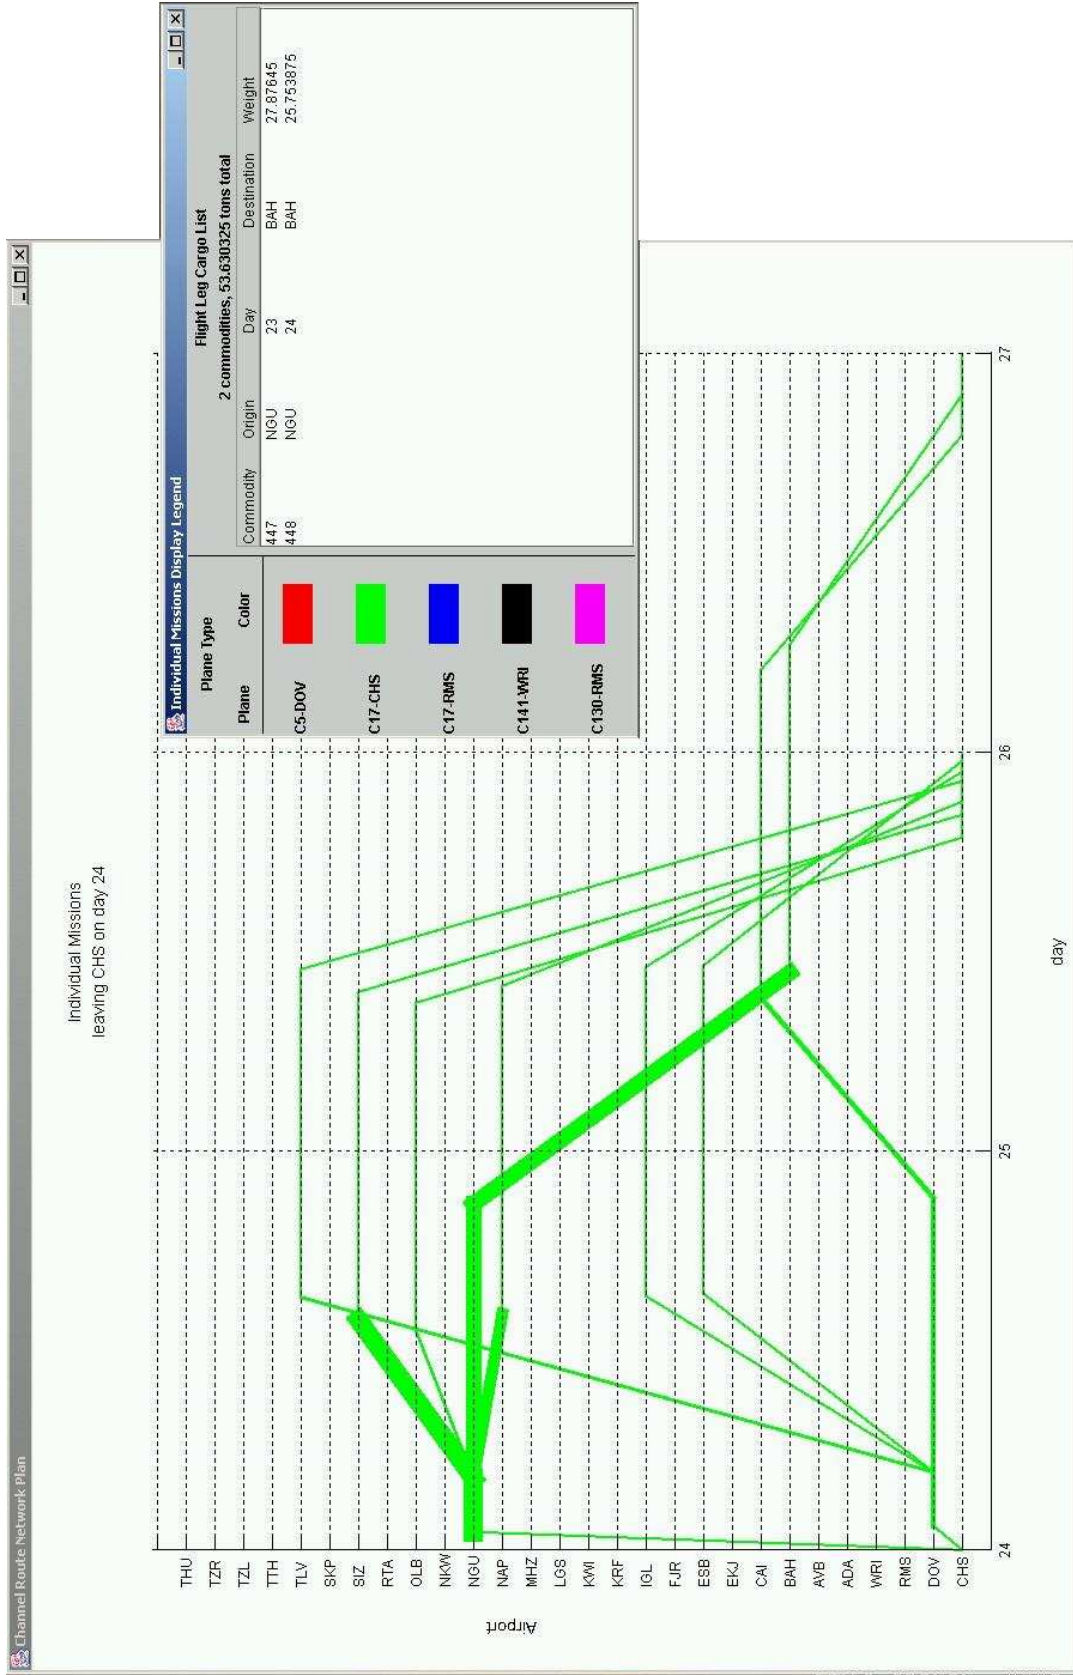 Channel Route Network Plan
Individual Missions
leaving CHS on day 24
Airport
THU
TZR
TZL
TTH
TLV
SKP
SIZ
RTA
OLB
NKW
NGU
NAP
MHZ
LGS
KWI
KRF
IGL
FJR
ESB
EKJ
CAI
BAH
AVB
ADA
WRI
RMS
DOV
CHS
24 25 26 27
day
Individual Missions Display Legend
Plane Type
Plane Color
C5-DOV
C17-CHS
C17-RMS
C141-WRI
C130-RMS
Flight Leg Cargo List
2 commodities, 53.630325 tons total
Commodity Origin Day Destination Weight
447 NGU 23 BAH 27.87645
448 NGU 24 BAH 25.753875